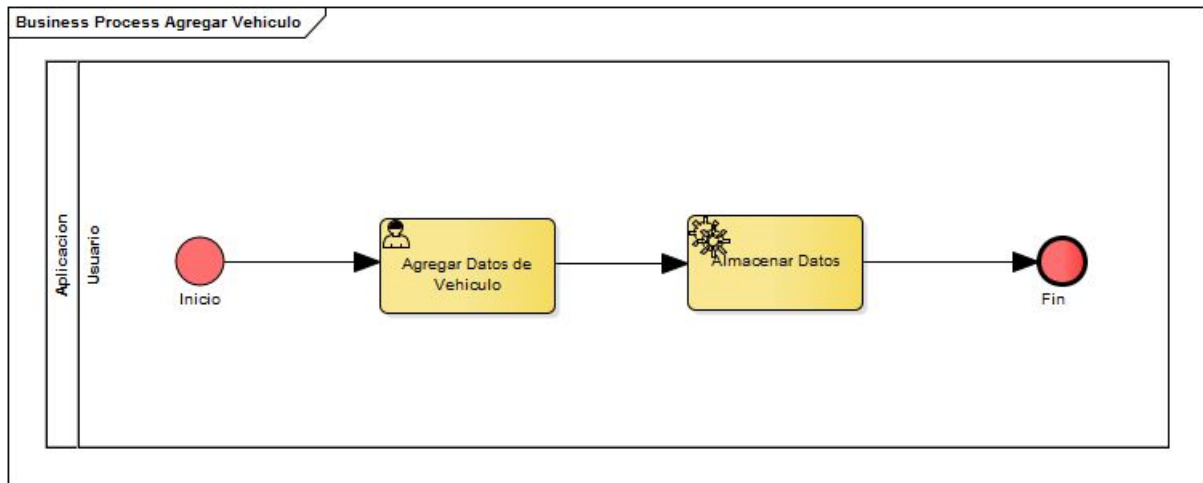 Business Process Agregar Vehiculo
Aplicacion
Usuario
Inicio
Agregar Datos de
Vehiculo
Almacenar Datos
Fin